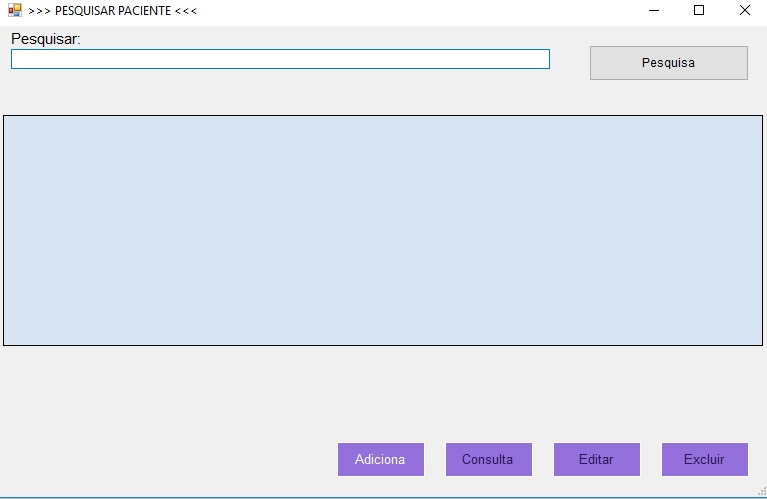 >>> PESQUISAR PACIENTE <<<
Pesquisar:
Pesquisa
Adiciona
Consulta
Editar
Excluir